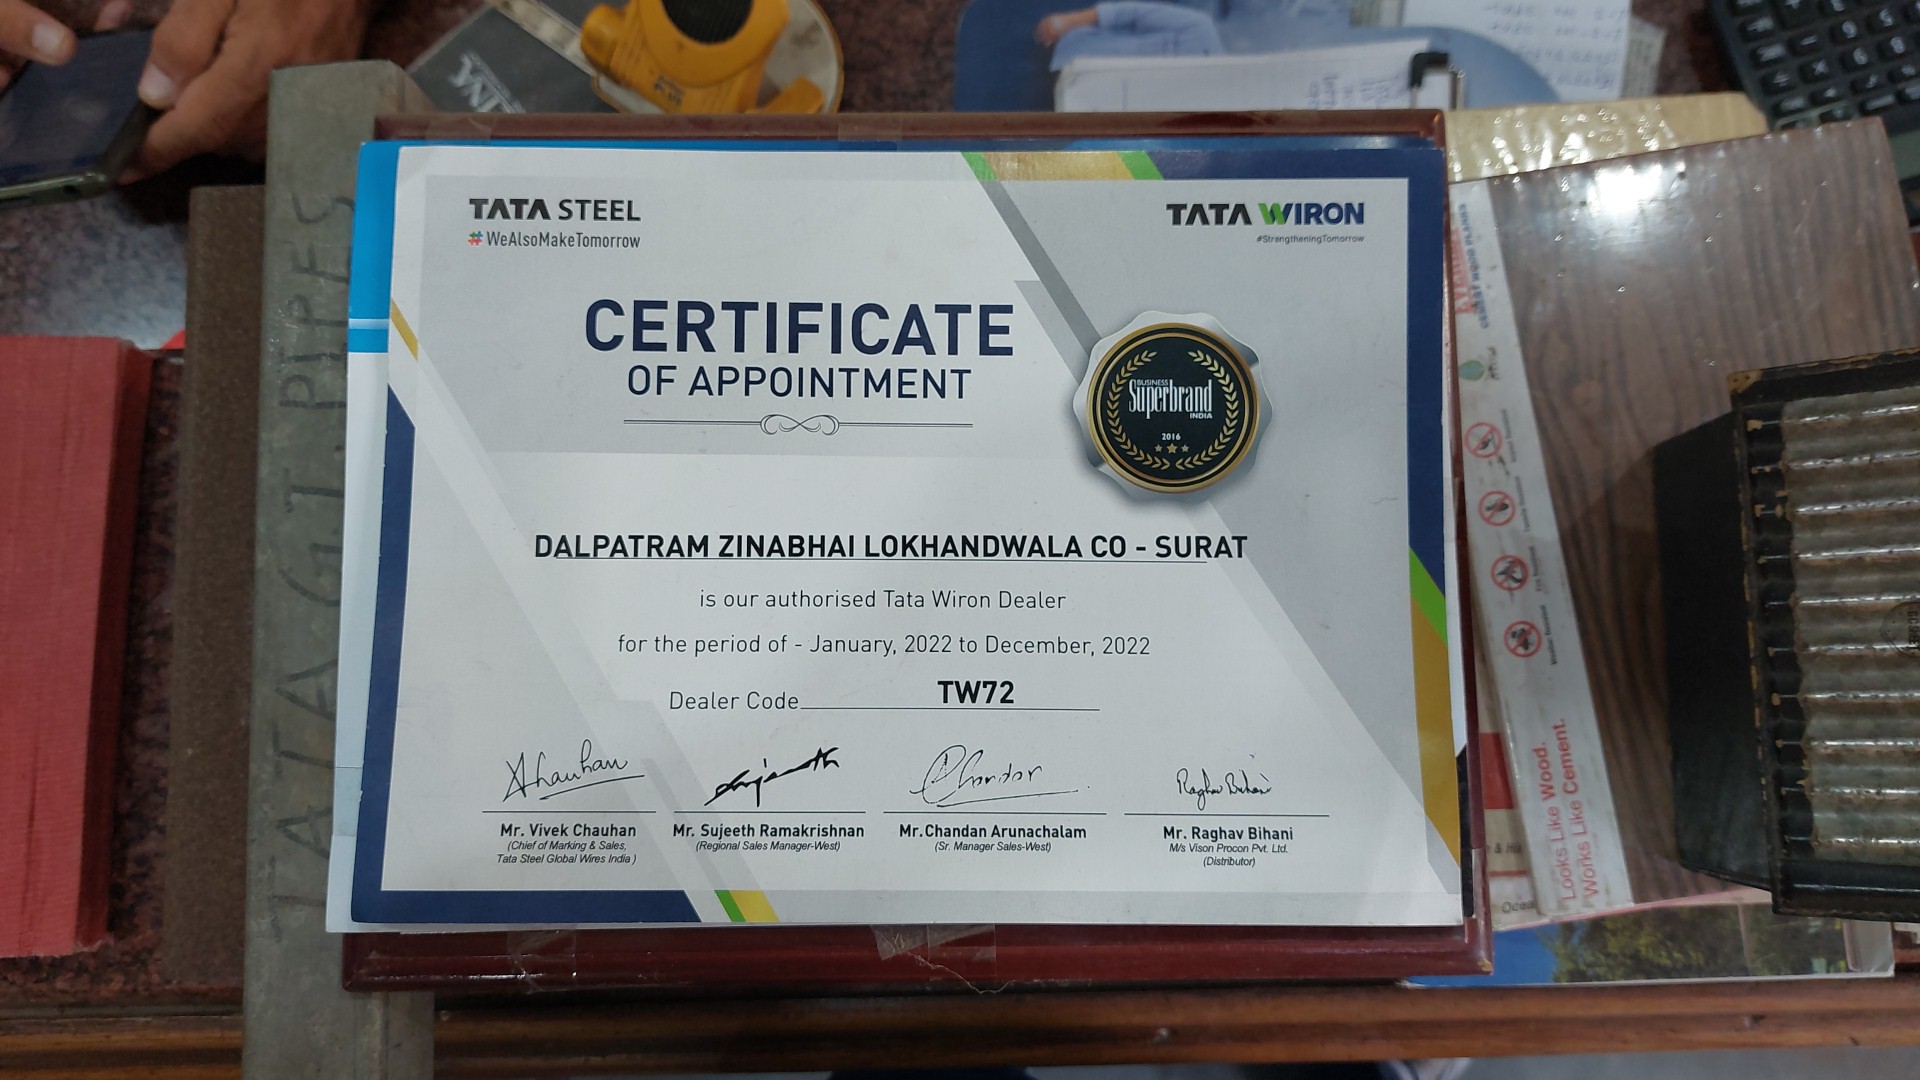 TATA STEEL
#WeAlsoMakeTomorrow
TATA WIRON
#StrengtheningTomorrow
CERTIFICATE
OF APPOINTMENT
BUSINESS
Superbrand
INDIA
2016
DALPATRAM ZINABHAI LOKHANDWALA CO - SURAT
is our authorised Tata Wiron Dealer
for the period of - January, 2022 to December, 2022
Dealer Code TW72
Mr. Vivek Chauhan
(Chief of Marking & Sales,
Tata Steel Global Wires India )
Mr. Sujeeth Ramakrishnan
(Regional Sales Manager-West)
Mr.Chandan Arunachalam
(Sr. Manager Sales-West)
Raghav Bihani
Mr. Raghav Bihani
M/s Vison Procon Pvt. Ltd.
(Distributor)
TATA G.I. PIPES
Looks Like Wood.
Works Like Cement.